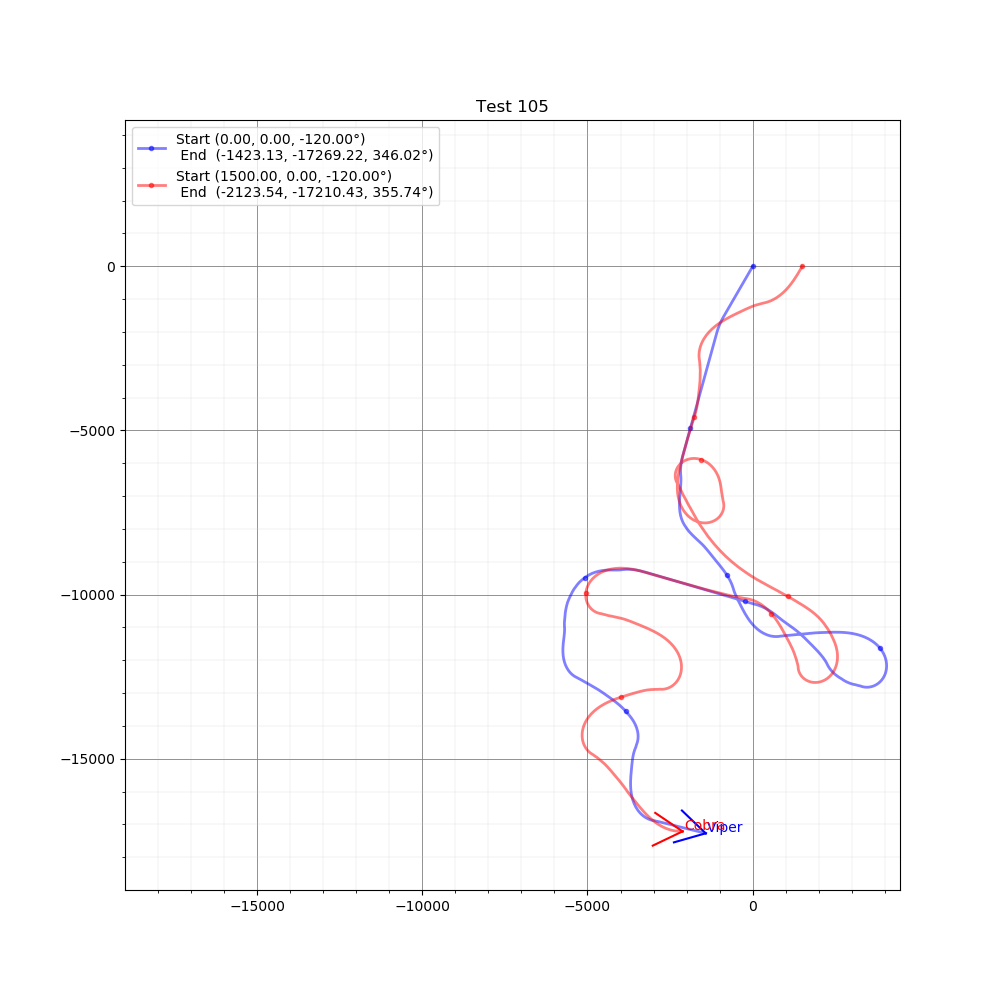 Test 105
Start (0.00, 0.00, -120.00°)
End (-1423.13, -17269.22, 346.02°)
Start (1500.00, 0.00, -120.00°)
End (-2123.54, -17210.43, 355.74°)
0
−5000
−10000
−15000
Cobra
Viper
−15000 −10000 −5000 0